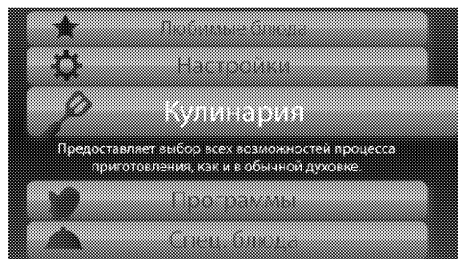 Любимые блюда
Настройки
Кулинария
Предоставляет выбор всех возможностей процесса
приготовления, как и в обычной духовке.
Программы
Спец. блюда